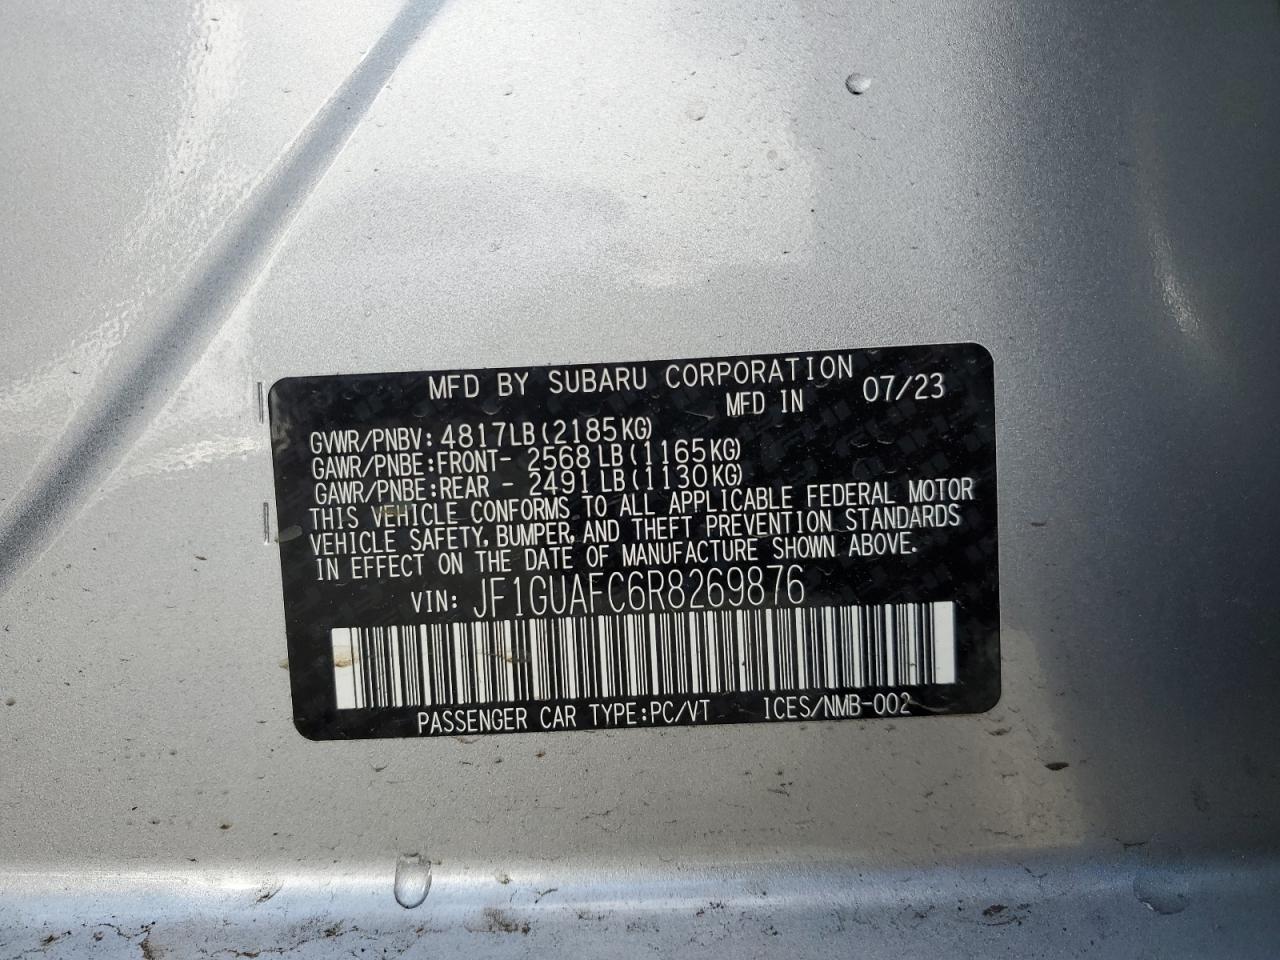 MFD BY SUBARU CORPORATION
MFD IN 07/23
GVWR/PNBV: 4817LB(2185KG)
GAWR/PNBE:FRONT- 2568 LB(1165KG)
GAWR/PNBE:REAR - 2491 LB(1130KG)
THIS VEHICLE CONFORMS TO ALL APPLICABLE FEDERAL MOTOR
VEHICLE SAFETY, BUMPER, AND THEFT PREVENTION STANDARDS
IN EFFECT ON THE DATE OF MANUFACTURE SHOWN ABOVE.
VIN: JF1GUAFC6R8269876
PASSENGER CAR TYPE:PC/VT ICES/NMB-002